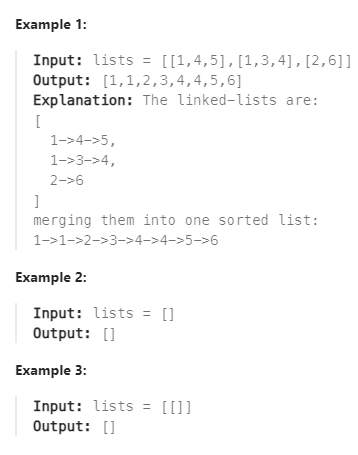 Example 1:
Input: lists = [[1,4,5],[1,3,4],[2,6]]
Output: [1,1,2,3,4,4,5,6]
Explanation: The linked-lists are:
[
  1->4->5,
  1->3->4,
  2->6
]
merging them into one sorted list:
1->1->2->3->4->4->5->6
Example 2:
Input: lists = []
Output: []
Example 3:
Input: lists = [[]]
Output: []